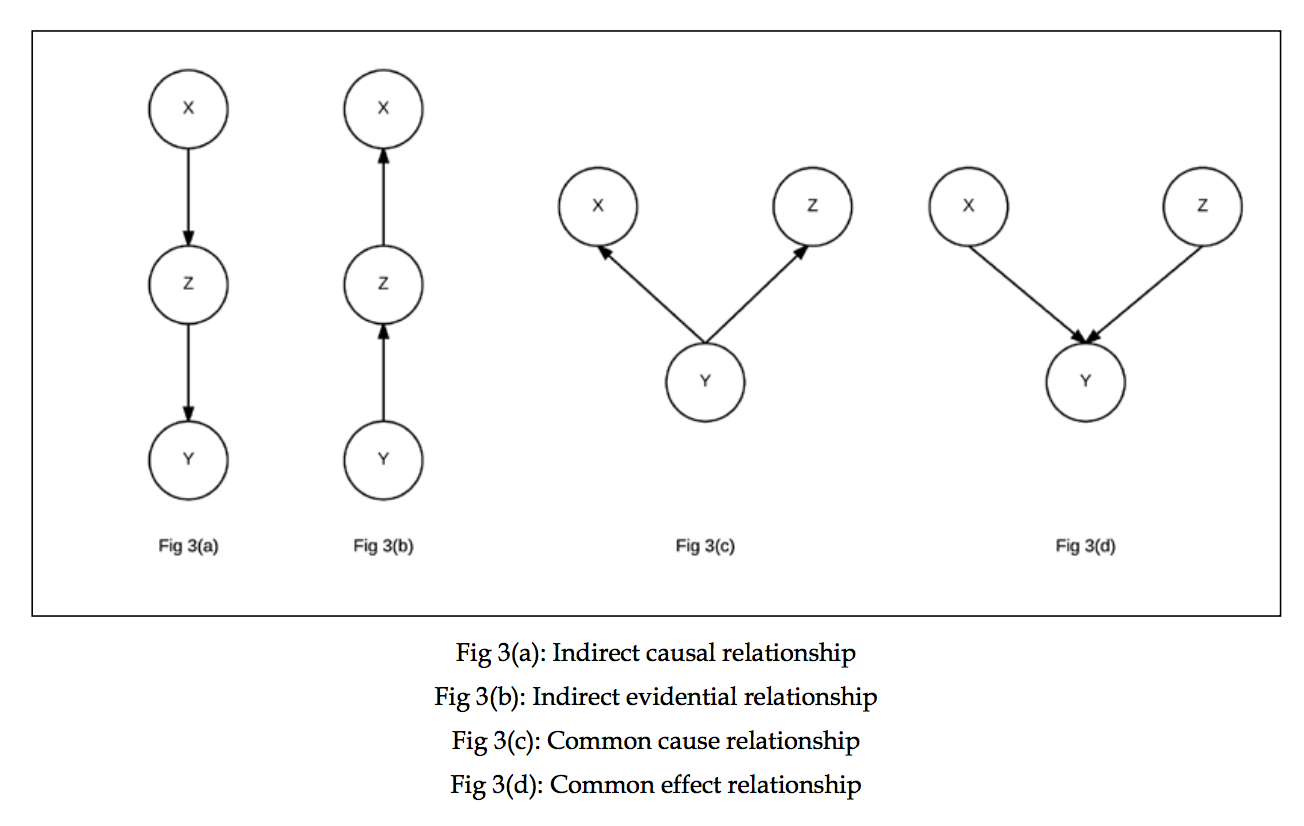 X
X
X
Z
X
Z
Z
Z
Y
Y
Y
Y
Fig 3(a)
Fig 3(b)
Fig 3(c)
Fig 3(d)
Fig 3(a): Indirect causal relationship
Fig 3(b): Indirect evidential relationship
Fig 3(c): Common cause relationship
Fig 3(d): Common effect relationship